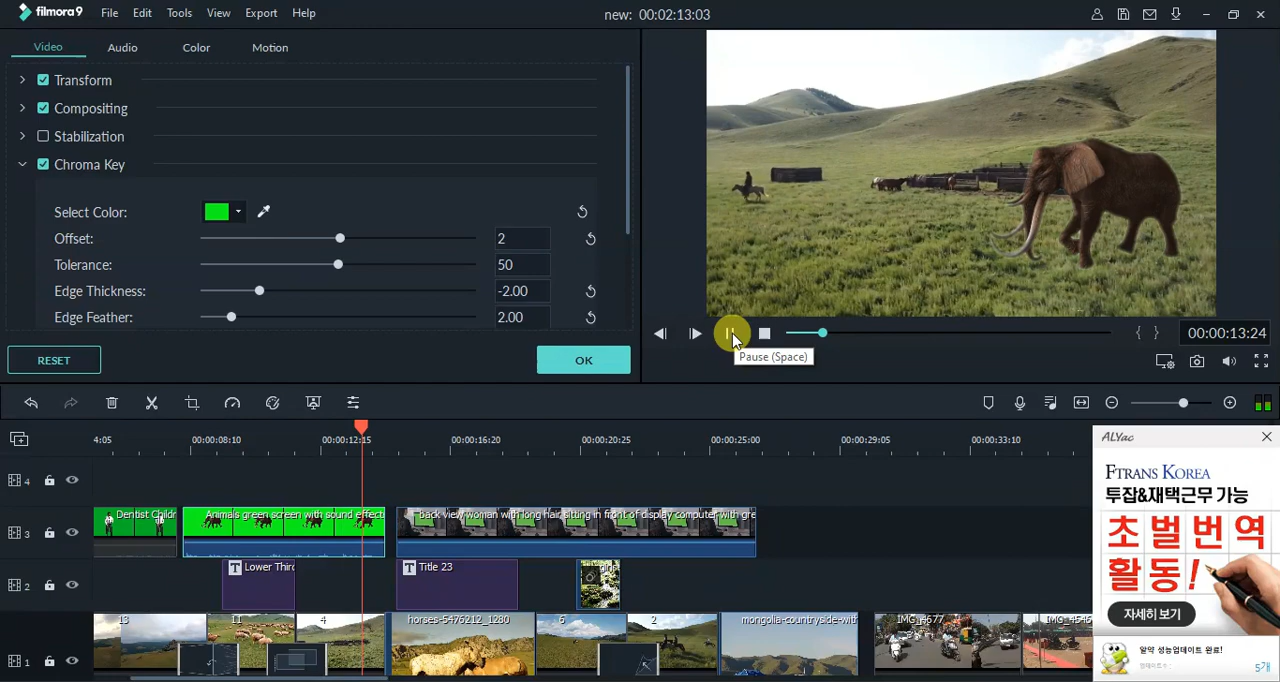 filmora9 File Edit Tools View Export Help new: 00:02:13:03
Video Audio Color Motion
Transform
Compositing
Stabilization
Chroma Key
Select Color:
Offset: 2
Tolerance: 50
Edge Thickness: -2.00
Edge Feather: 2.00
RESET OK
00:00:13:24
Pause (Space)
4:05 00:00:08:10 00:00:12:15 00:00:16:20 00:00:20:25 00:00:25:00 00:00:29:05 00:00:33:10
4
3 Dentist Childr Animals green screen with sound effect back view woman with long hair sitting in front of display computer with gre
2 Lower Thir Title 23
1 13 11 4 horses-5476212_1280 6 2 mongolia-countryside-with IMG_4677
ALYac
FTRANS KOREA
투잡&재택근무 가능
초벌번역
활동!
자세히 보기
알약 성능업데이트 완료!
5개